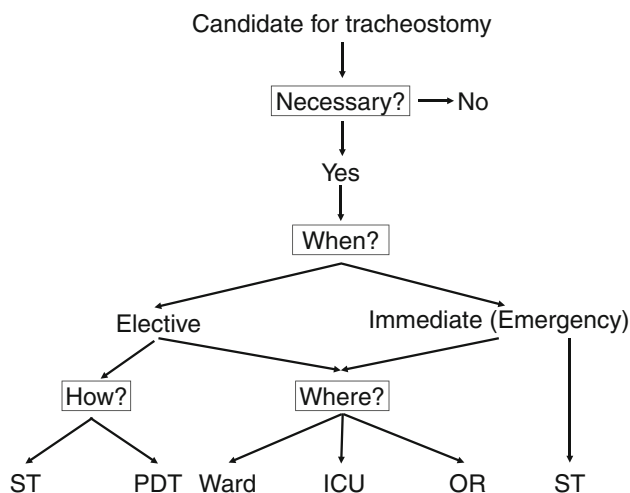 Candidate for tracheostomy
Necessary? No
Yes
When?
Elective Immediate (Emergency)
How? Where?
ST PDT Ward ICU OR ST